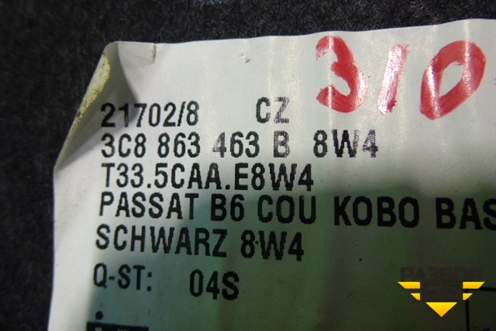 310
21702/8 CZ
3C8 863 463 B 8W4
T33.5CAA.E8W4
PASSAT B6 COU KOBO BAS
SCHWARZ 8W4
Q-ST: 04S